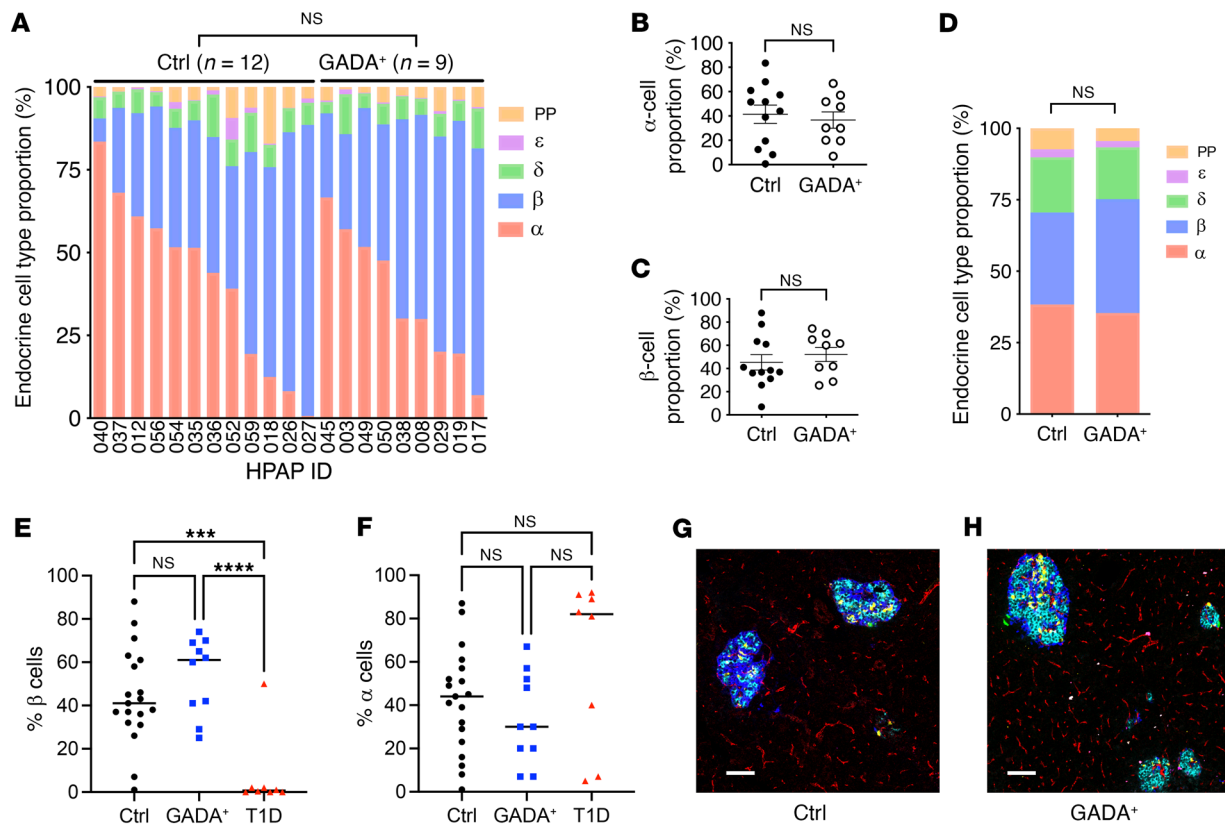 A
NS
Ctrl (n = 12)
GADA⁺ (n = 9)
Endocrine cell type proportion (%)
100
75
50
25
0
PP
ε
δ
β
α
040 037 012 056 054 035 036 052 059 018 026 027 045 003 049 050 038 008 029 019 017
HPAP ID
B
NS
α-cell
proportion (%)
100
80
60
40
20
0
Ctrl GADA⁺
C
NS
β-cell
proportion (%)
100
80
60
40
20
0
Ctrl GADA⁺
D
NS
Endocrine cell type proportion (%)
100
75
50
25
0
Ctrl GADA⁺
PP
ε
δ
β
α
E
***
NS
****
% β cells
100
80
60
40
20
0
Ctrl GADA⁺ T1D
F
NS
NS NS
% α cells
100
80
60
40
20
0
Ctrl GADA⁺ T1D
G
Ctrl
H
GADA⁺